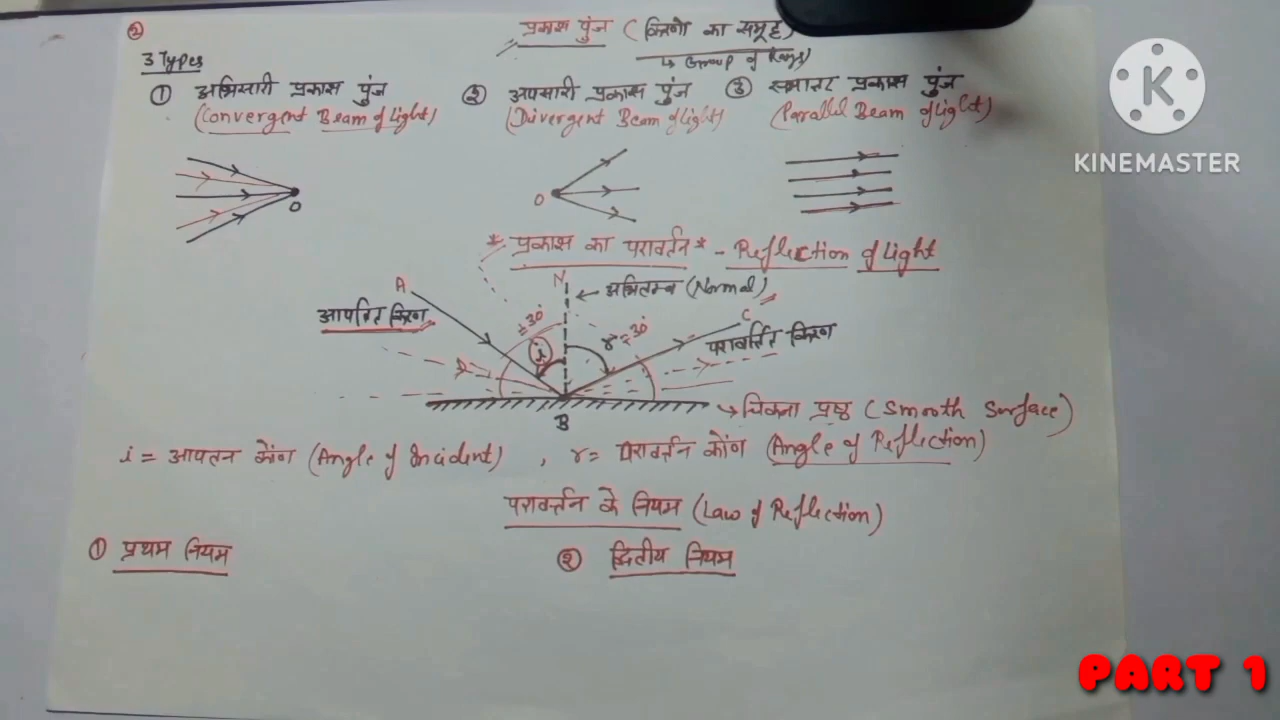 ②
प्रकाश पुंज (किरणो का समूह)
3 Types
↳ Group of Rays)
① अभिसारी प्रकाश पुंज
(Convergent Beam of light)
② अपसारी प्रकाश पुंज
(Divergent Beam of light)
③ समान्तर प्रकाश पुंज
(Parallel Beam of light)
O
O
* प्रकाश का परावर्तन * - Reflection of light
N
← अभिलम्ब (Normal)
A
आपतित किरण
= 30°
i
r = 30°
C
परावर्तित किरण
→ चिकना प्रष्ठ (Smooth Surface)
B
i = आपतन कोंण (Angle of Incident) , r = परावर्त्तन कोंण (Angle of Reflection)
परावर्त्तन के नियम (Law of Reflection)
① प्रथम नियम
② द्वितीय नियम
K
KINEMASTER
PART 1